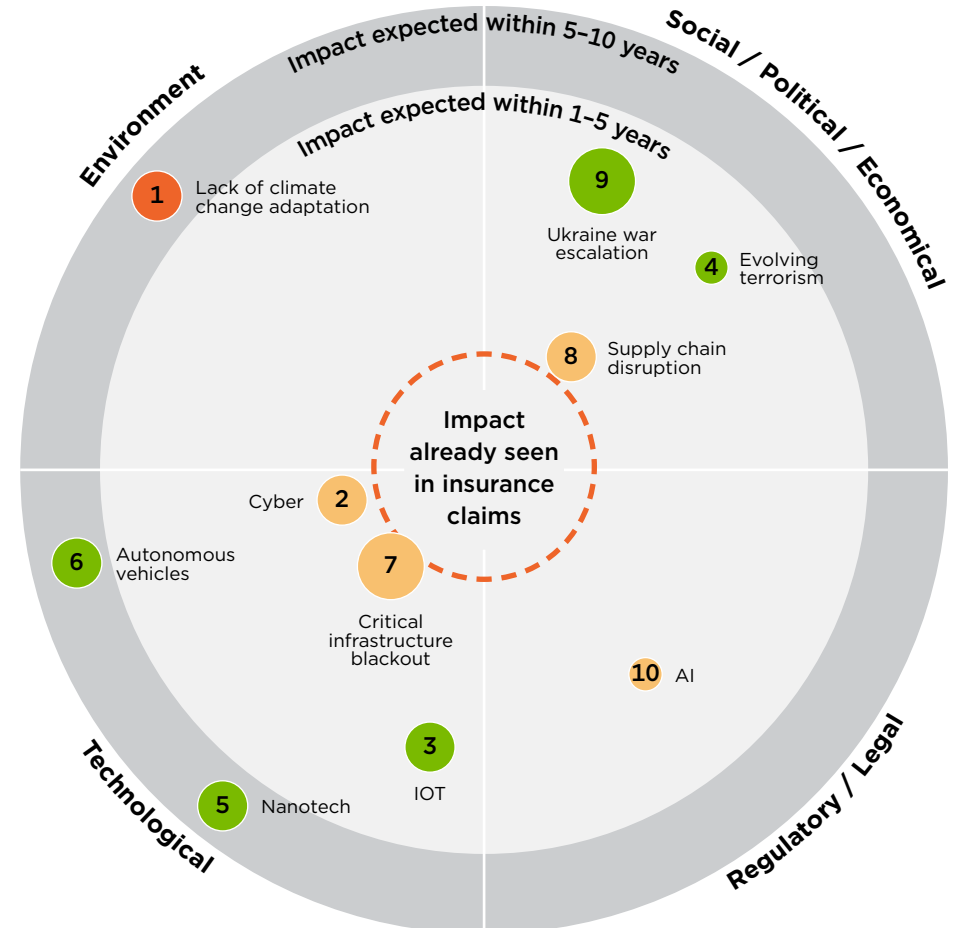 Impact expected within 5–10 years
Impact expected within 1–5 years
Environment
Social / Political / Economical
1
Lack of climate
change adaptation
9
Ukraine war
escalation
4
Evolving
terrorism
8
Supply chain
disruption
Impact
already seen
in insurance
claims
Cyber
2
6
Autonomous
vehicles
7
Critical
infrastructure
blackout
10
AI
3
IOT
5
Nanotech
Technological
Regulatory / Legal